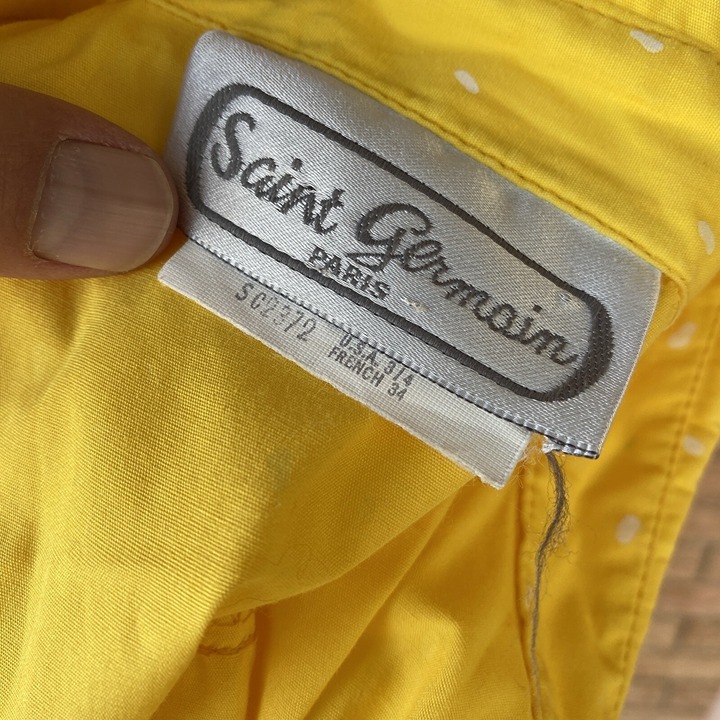 Saint Germain
PARIS
SC2372
U.S.A. 3/4
FRENCH 34